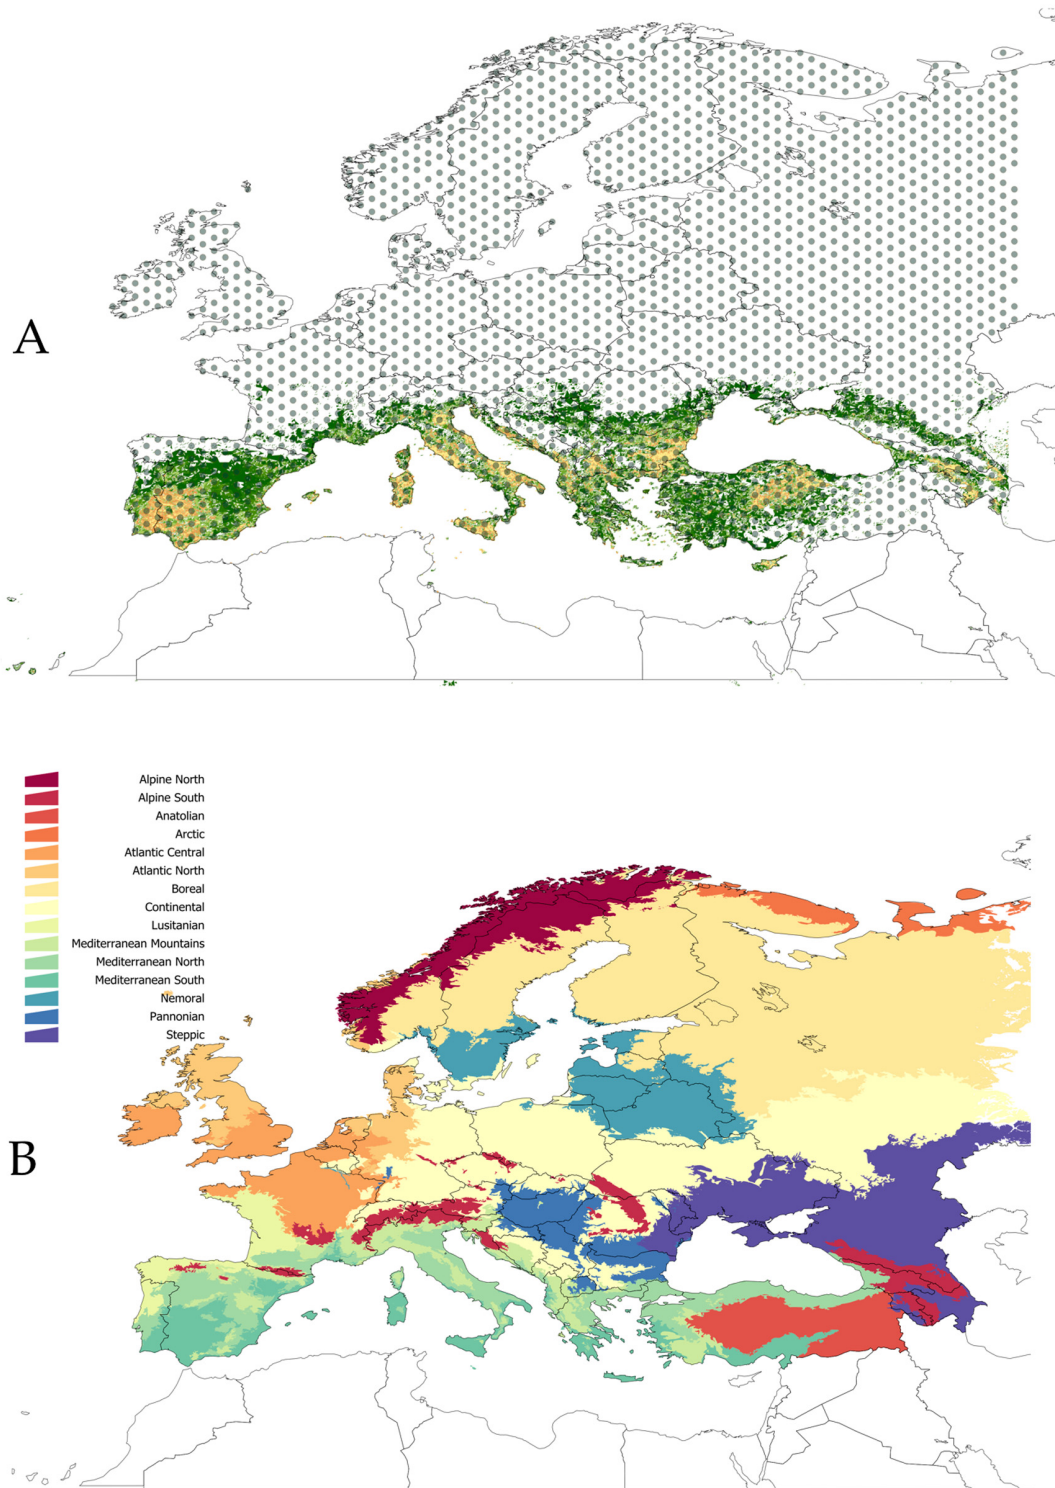 A
Alpine North
Alpine South
Anatolian
Arctic
Atlantic Central
Atlantic North
Boreal
Continental
Lusitanian
Mediterranean Mountains
Mediterranean North
Mediterranean South
Nemoral
Pannonian
Steppic
B